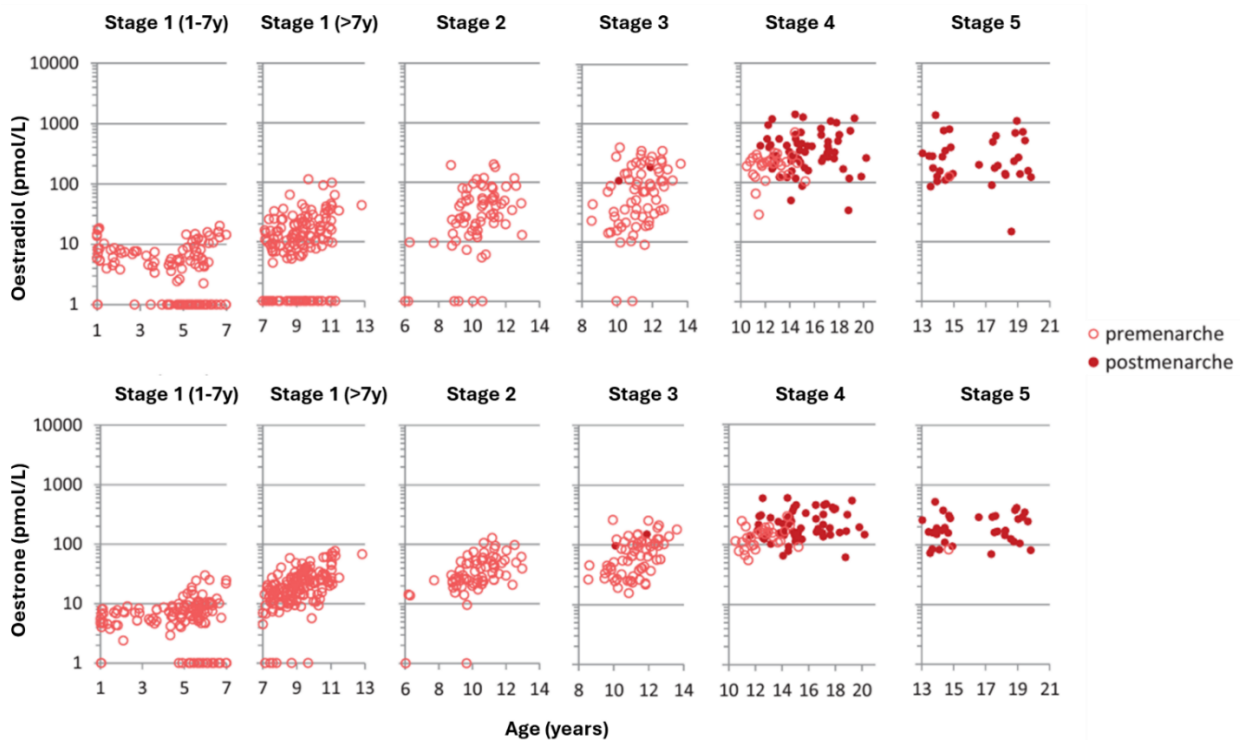 Stage 1 (1-7y) Stage 1 (>7y) Stage 2 Stage 3 Stage 4 Stage 5
Oestradiol (pmol/L)
10000
1000
100
10
1
1 3 5 7 7 9 11 13 6 8 10 12 14 10 12 14 10 12 14 16 18 20 13 15 17 19 21
premenarche
postmenarche
Stage 1 (1-7y) Stage 1 (>7y) Stage 2 Stage 3 Stage 4 Stage 5
Oestrone (pmol/L)
10000
1000
100
10
1
1 3 5 7 7 9 11 13 6 8 10 12 14 8 10 12 14 10 12 14 16 18 20 13 15 17 19 21
Age (years)